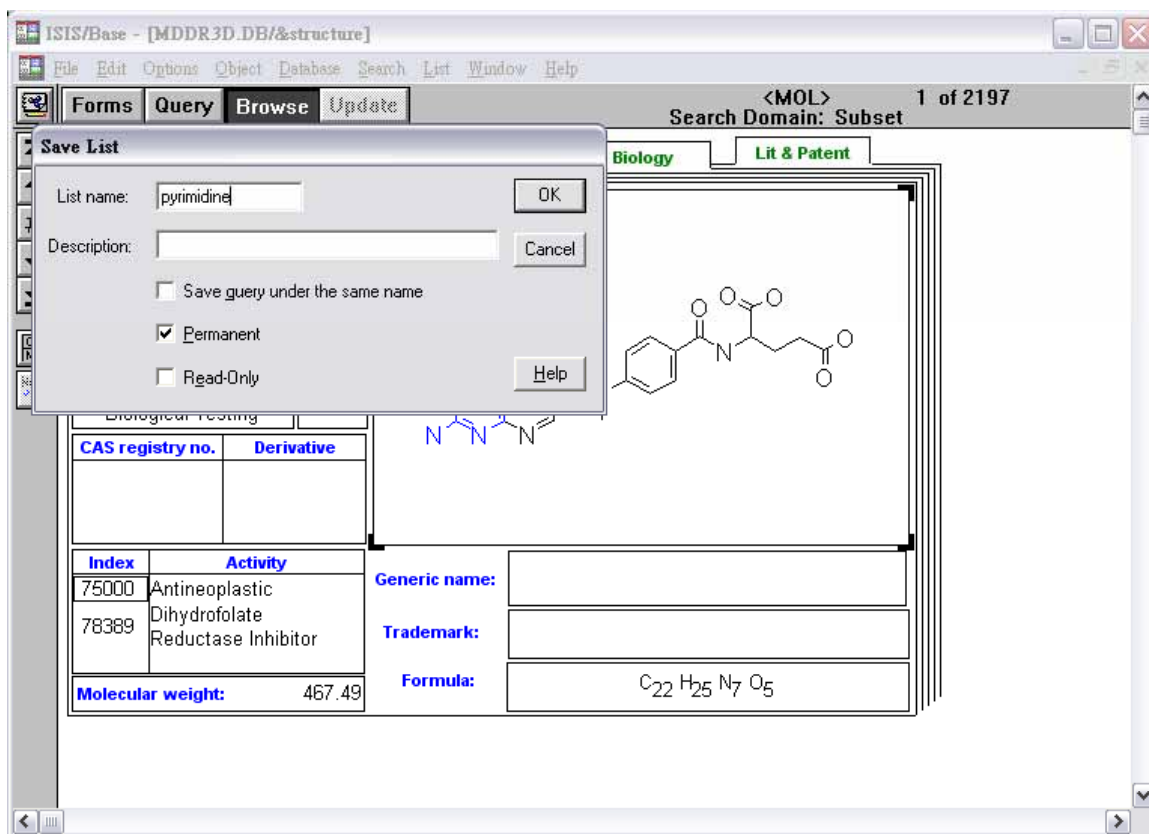 ISIS/Base - [MDDR3D.DB/&structure]
File Edit Options Object Database Search List Window Help
Forms Query Browse Update
<MOL> 1 of 2197
Search Domain: Subset
Save List
Biology
Lit & Patent
List name: pyrimidine
OK
Description:
Cancel
Save query under the same name
Permanent
Read-Only
Help
O O O
N O
O
N N N
Biological Testing
CAS registry no. Derivative
Index Activity
75000 Antineoplastic
78389 Dihydrofolate
Reductase Inhibitor
Molecular weight: 467.49
Generic name:
Trademark:
Formula: C22 H25 N7 O5